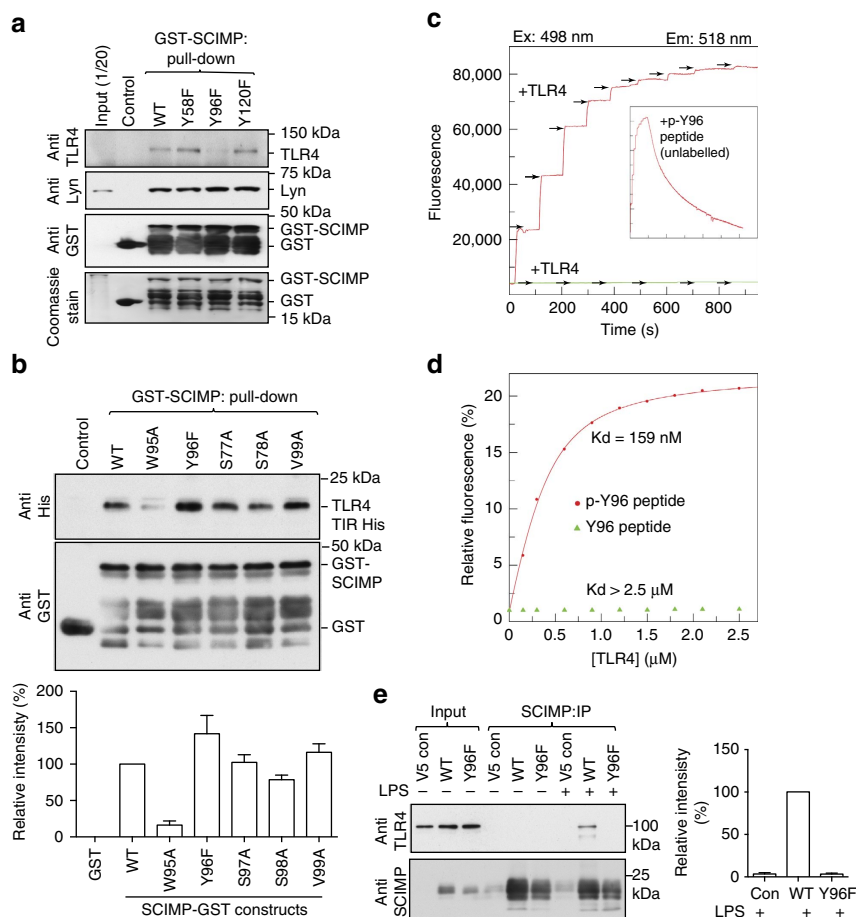 a
GST-SCIMP:
pull-down
Input (1/20)
Control
WT
Y58F
Y96F
Y120F
Anti
TLR4
150 kDa
TLR4
75 kDa
Anti
Lyn
Lyn
50 kDa
Anti
GST
GST-SCIMP
GST
Coomassie
stain
GST-SCIMP
GST
15 kDa
b
GST-SCIMP: pull-down
Control
WT
W95A
Y96F
S77A
S78A
V99A
Anti
His
25 kDa
TLR4
TIR His
50 kDa
Anti
GST
GST-
SCIMP
GST
Relative intensisty (%)
200
150
100
50
0
GST
WT
W95A
Y96F
S97A
S98A
V99A
SCIMP-GST constructs
c
Ex: 498 nm
Em: 518 nm
Fluorescence
80,000
60,000
40,000
20,000
+TLR4
+TLR4
+p-Y96
peptide
(unlabelled)
0 200 400 600 800
Time (s)
d
Relative fluorescence (%)
20
15
10
5
0
Kd = 159 nM
p-Y96 peptide
Y96 peptide
Kd > 2.5 μM
0 0.5 1.0 1.5 2.0 2.5
[TLR4] (μM)
e
Input
SCIMP:IP
V5 con
WT
Y96F
V5 con
WT
Y96F
V5 con
WT
Y96F
LPS – – – – – – + + +
Anti
TLR4
100
kDa
Anti
SCIMP
25
kDa
Relative intensisty
(%)
150
100
50
0
Con WT Y96F
LPS + + +